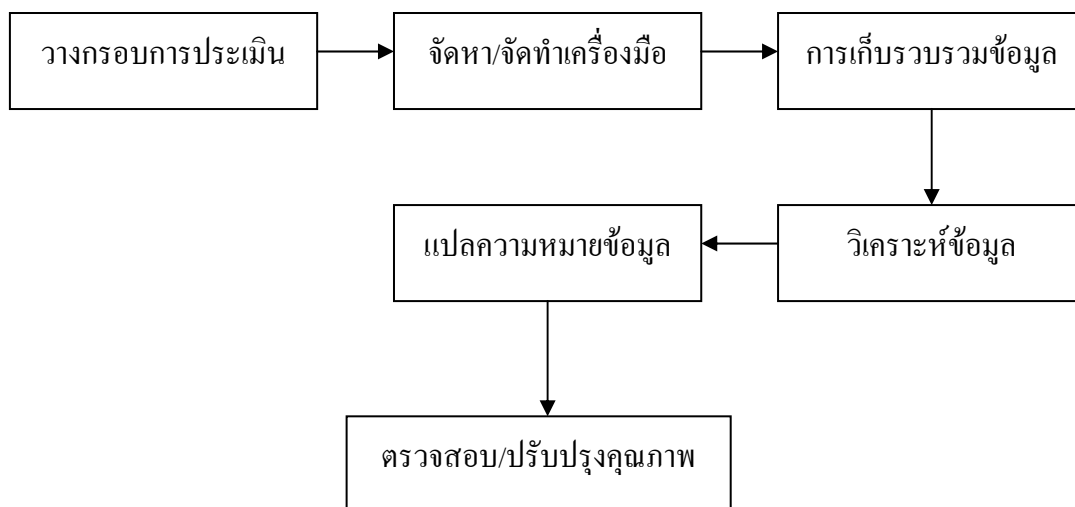 วางกรอบการประเมิน
จัดหา/จัดทำเครื่องมือ
การเก็บรวบรวมข้อมูล
วิเคราะห์ข้อมูล
แปลความหมายข้อมูล
ตรวจสอบ/ปรับปรุงคุณภาพ